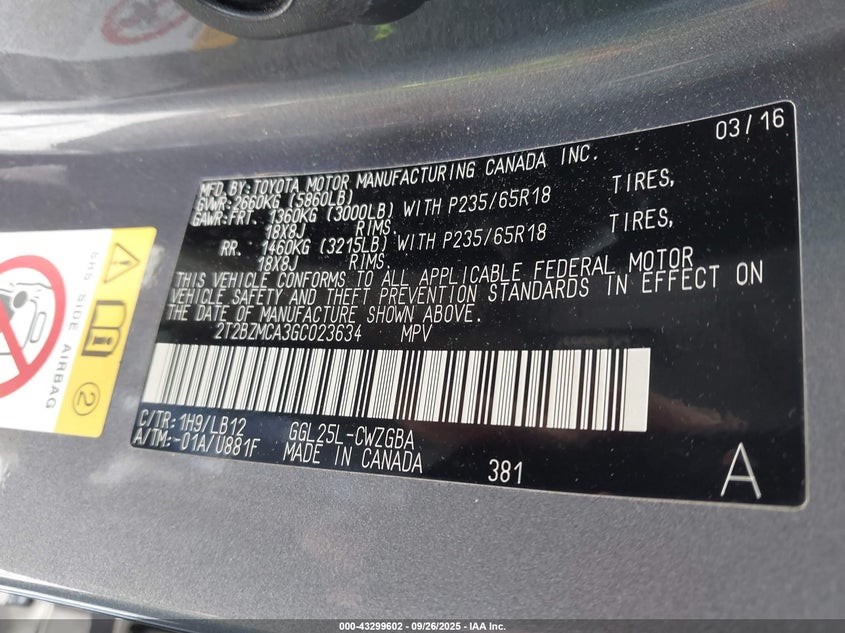 03/16
MFD. BY: TOYOTA MOTOR MANUFACTURING CANADA INC.
GVWR: 2660KG (5860LB)
GAWR: FRT. 1360KG (3000LB) WITH P235/65R18 TIRES,
18X8J RIMS.
RR. 1460KG (3215LB) WITH P235/65R18 TIRES,
18X8J RIMS.
THIS VEHICLE CONFORMS TO ALL APPLICABLE FEDERAL MOTOR
VEHICLE SAFETY AND THEFT PREVENTION STANDARDS IN EFFECT ON
THE DATE OF MANUFACTURE SHOWN ABOVE.
2T2BZMCA3GC023634 MPV
C/TR: 1H9/LB12 GGL25L-CWZGBA
A/TM: -01A/U881F MADE IN CANADA
381
A
SRS SIDE AIRBAG
2
000-43299602 - 09/26/2025 - IAA Inc.